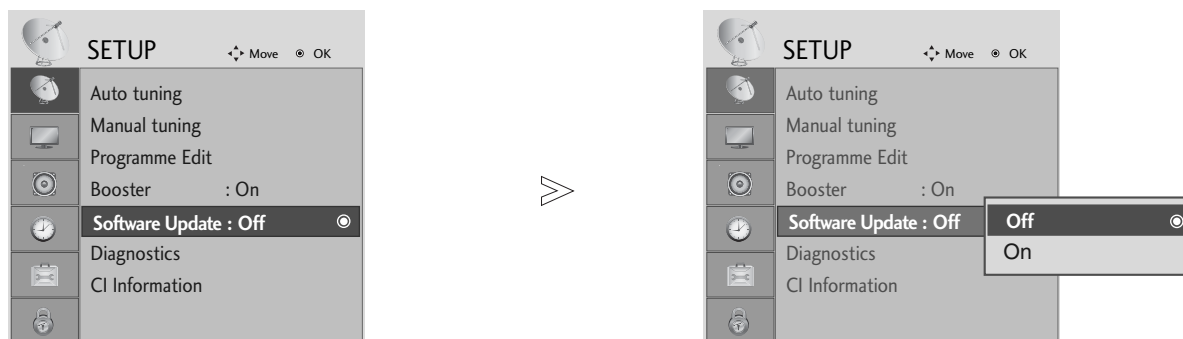 SETUP Move OK
Auto tuning
Manual tuning
Programme Edit
Booster : On
Software Update : Off
Diagnostics
CI Information
SETUP Move OK
Auto tuning
Manual tuning
Programme Edit
Booster : On
Software Update : Off
Diagnostics
CI Information
Off
On